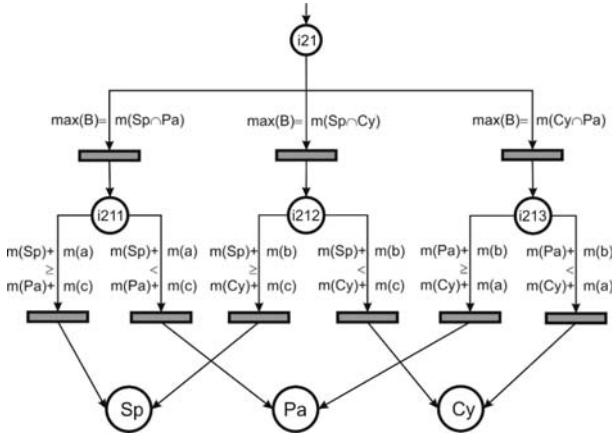 i21
max(B)= m(Sp∩Pa) max(B)= m(Sp∩Cy) max(B)= m(Cy∩Pa)
i211 i212 i213
m(Sp)+ m(a) m(Sp)+ m(a) m(Sp)+ m(b) m(Sp)+ m(b) m(Pa)+ m(b) m(Pa)+ m(b)
≥ < ≥ < ≥ <
m(Pa)+ m(c) m(Pa)+ m(c) m(Cy)+ m(c) m(Cy)+ m(c) m(Cy)+ m(a) m(Cy)+ m(a)
Sp Pa Cy